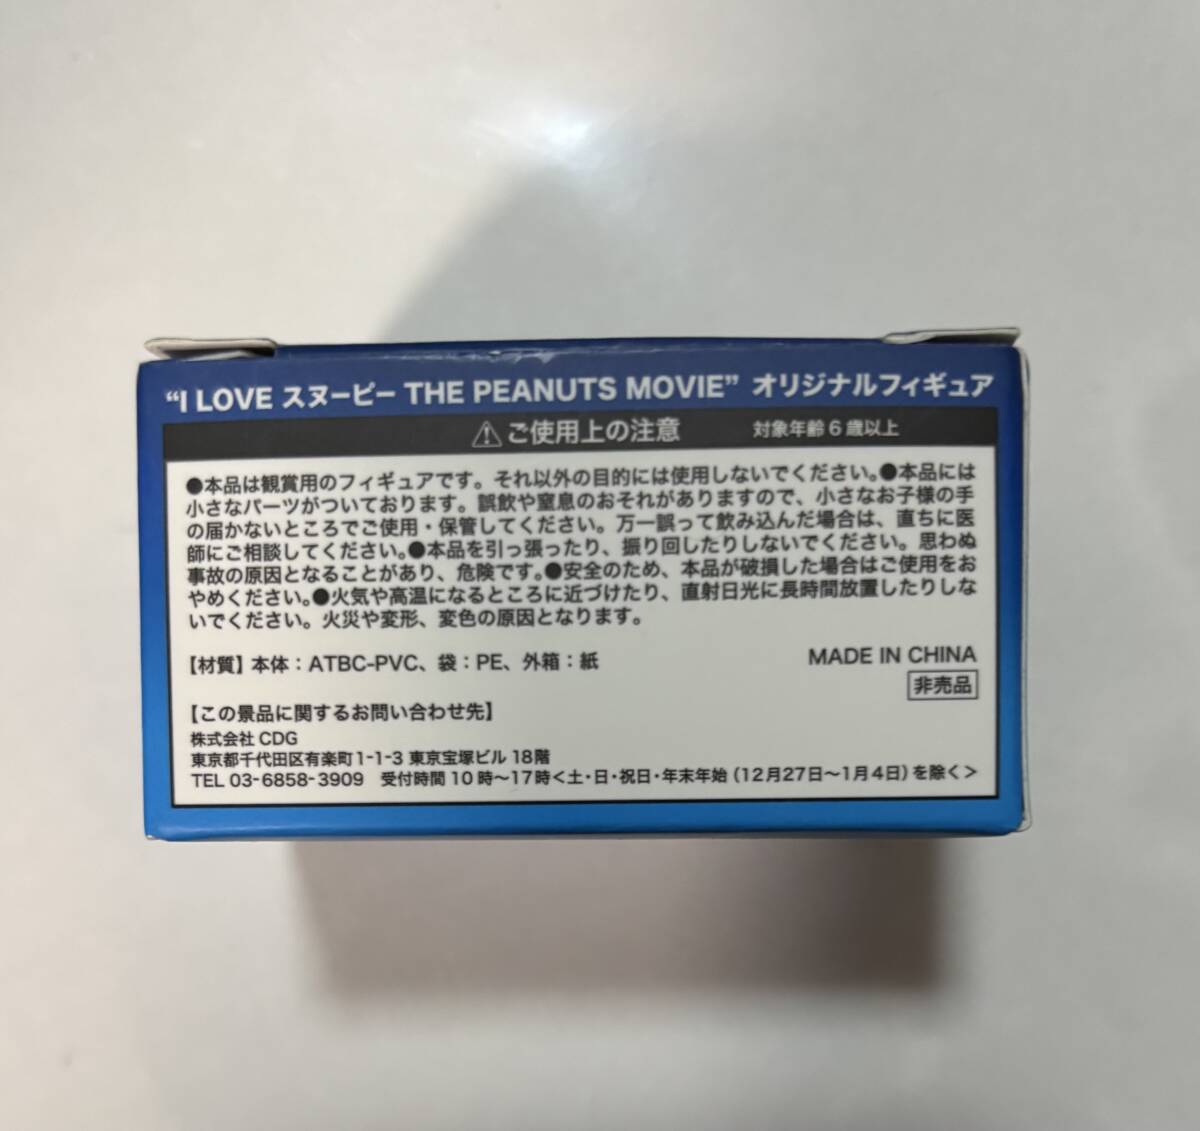 “I LOVE スヌーピー THE PEANUTS MOVIE” オリジナルフィギュア
⚠ご使用上の注意 対象年齢6歳以上
●本品は観賞用のフィギュアです。それ以外の目的には使用しないでください。●本品には
小さなパーツがついております。誤飲や窒息のおそれがありますので、小さなお子様の手
の届かないところでご使用・保管してください。万一誤って飲み込んだ場合は、直ちに医
師にご相談してください。●本品を引っ張ったり、振り回したりしないでください。思わぬ
事故の原因となることがあり、危険です。●安全のため、本品が破損した場合はご使用をお
やめください。●火気や高温になるところに近づけたり、直射日光に長時間放置したりしな
いでください。火災や変形、変色の原因となります。
【材質】本体：ATBC-PVC、袋：PE、外箱：紙
MADE IN CHINA
非売品
【この景品に関するお問い合わせ先】
株式会社CDG
東京都千代田区有楽町1-1-3 東京宝塚ビル18階
TEL 03-6858-3909 受付時間10時〜17時＜土・日・祝日・年末年始（12月27日〜1月4日）を除く＞